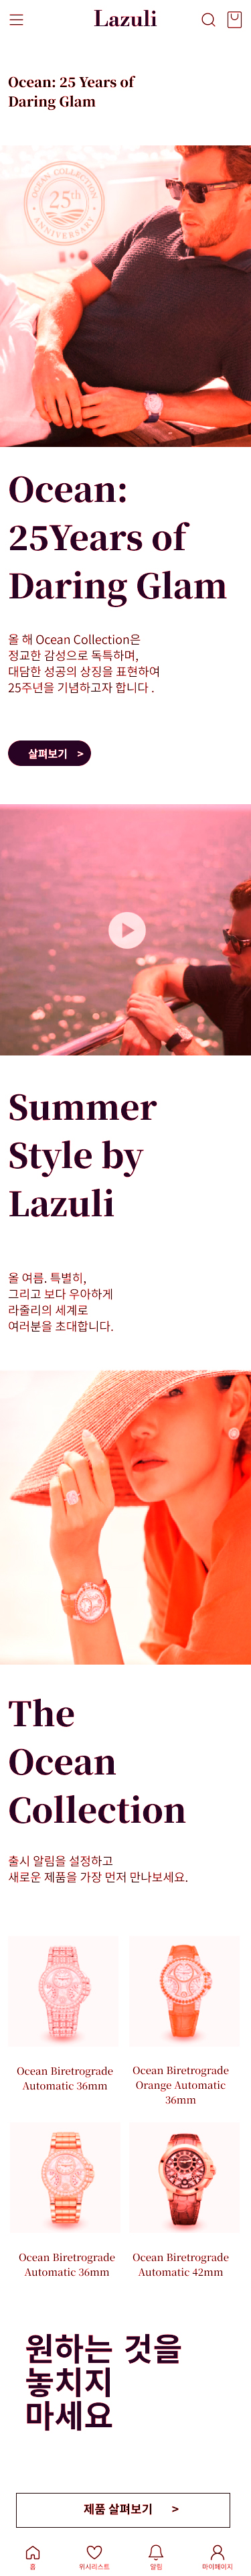 Lazuli
Ocean: 25 Years of
Daring Glam
OCEAN COLLECTION
25th
ANNIVERSARY
Ocean:
25Years of
Daring Glam
올 해 Ocean Collection은
정교한 감성으로 독특하며,
대담한 성공의 상징을 표현하여
25주년을 기념하고자 합니다 .
살펴보기 >
Summer
Style by
Lazuli
올 여름. 특별히,
그리고 보다 우아하게
라줄리의 세계로
여러분을 초대합니다.
The
Ocean
Collection
출시 알림을 설정하고
새로운 제품을 가장 먼저 만나보세요.
Ocean Biretrograde
Automatic 36mm
Ocean Biretrograde
Orange Automatic
36mm
Ocean Biretrograde
Automatic 36mm
Ocean Biretrograde
Automatic 42mm
원하는 것을
놓치지
마세요
제품 살펴보기 >
홈
위시리스트
알림
마이페이지